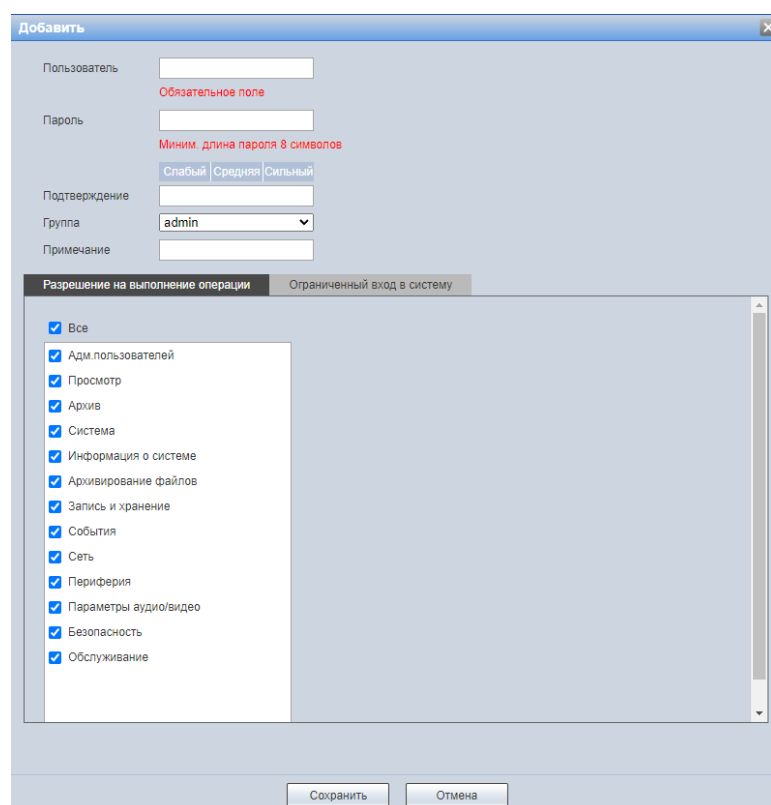 Добавить
Пользователь
Обязательное поле
Пароль
Миним. длина пароля 8 символов
Слабый Средняя Сильный
Подтверждение
Группа admin
Примечание
Разрешение на выполнение операции Ограниченный вход в систему
Все
Адм.пользователей
Просмотр
Архив
Система
Информация о системе
Архивирование файлов
Запись и хранение
События
Сеть
Периферия
Параметры аудио/видео
Безопасность
Обслуживание
Сохранить Отмена